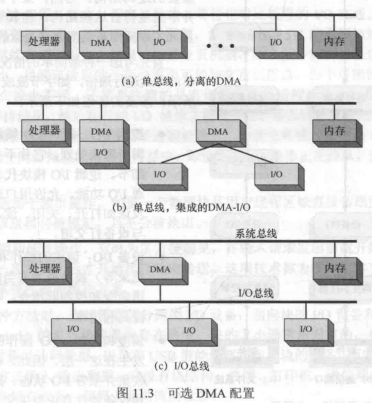 处理器 DMA I/O I/O 内存
(a) 单总线，分离的DMA
处理器 DMA DMA 内存
I/O
I/O I/O
(b) 单总线，集成的DMA-I/O
系统总线
处理器 DMA 内存
I/O总线
I/O I/O I/O
(c) I/O总线
图 11.3 可选 DMA 配置